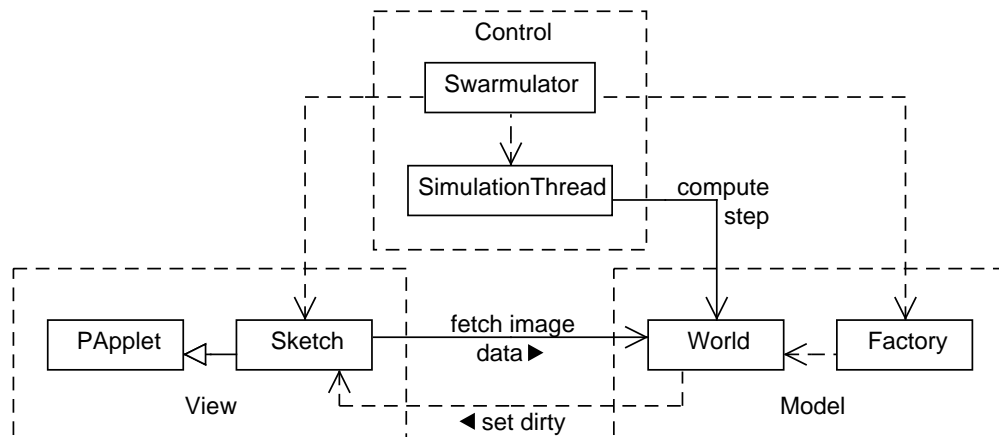 Control
Swarmulator
SimulationThread
compute
step
PApplet
Sketch
fetch image
data ▶
World
Factory
View
◀ set dirty
Model